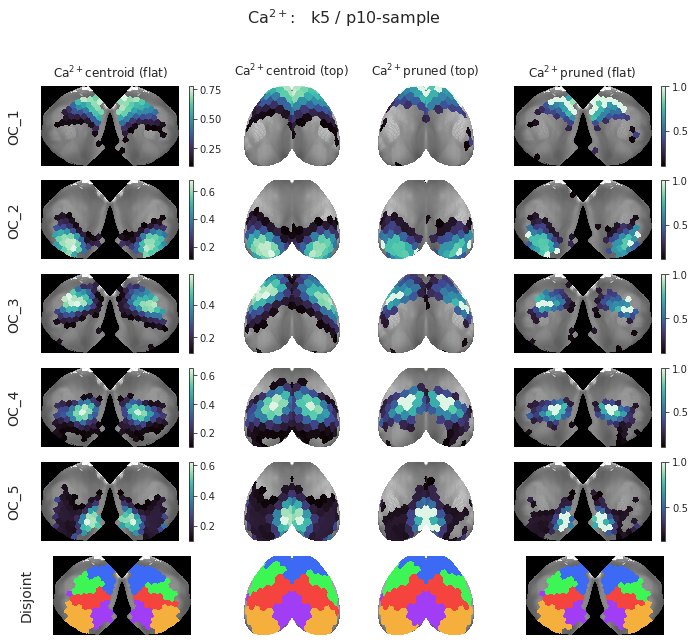 Ca²⁺:   k5 / p10-sample
Ca²⁺centroid (flat)
Ca²⁺centroid (top)
Ca²⁺pruned (top)
Ca²⁺pruned (flat)
OC_1
0.75
0.50
0.25
1.0
0.5
OC_2
0.6
0.4
0.2
1.0
0.5
OC_3
0.4
0.2
1.0
0.5
OC_4
0.6
0.4
0.2
1.0
0.5
OC_5
0.6
0.4
0.2
1.0
0.5
Disjoint